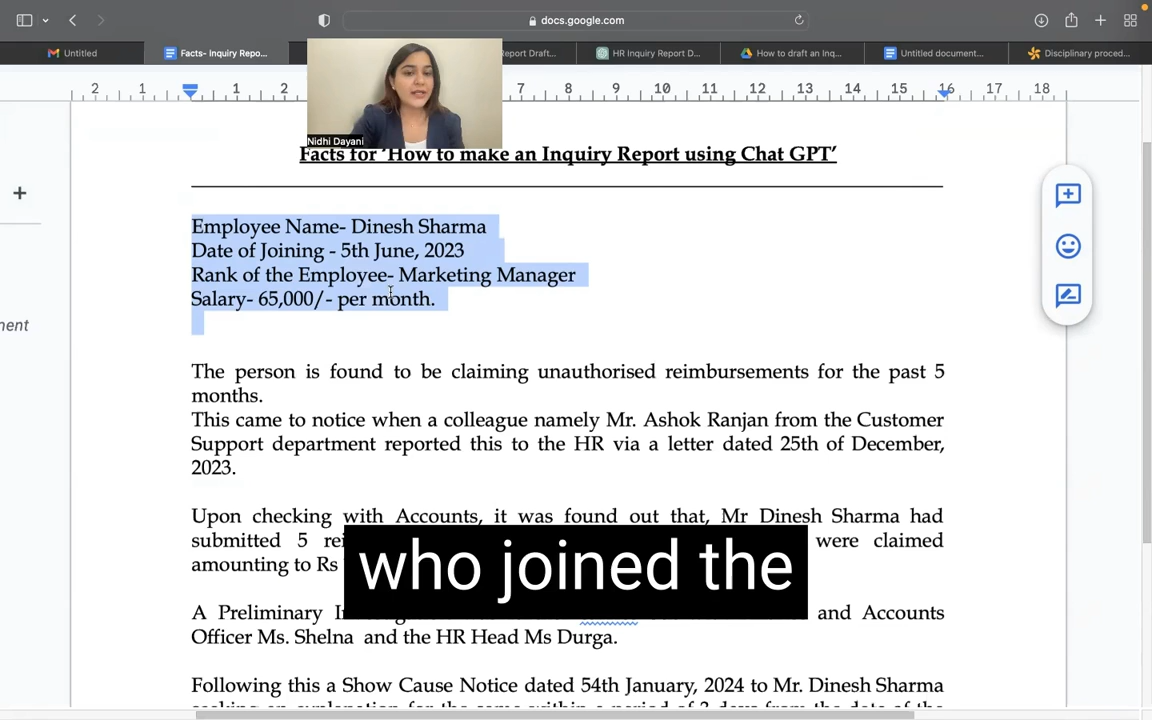 docs.google.com
Untitled
Facts- Inquiry Repo...
eport Draft...
HR Inquiry Report D...
How to draft an Inq...
Untitled document...
Disciplinary proced...
2 1 1 2 7 8 9 10 11 12 13 14 15 16 17 18
Nidhi Dayani
Facts for 'How to make an Inquiry Report using Chat GPT'
Employee Name- Dinesh Sharma
Date of Joining - 5th June, 2023
Rank of the Employee- Marketing Manager
Salary- 65,000/- per month.
The person is found to be claiming unauthorised reimbursements for the past 5
months.
This came to notice when a colleague namely Mr. Ashok Ranjan from the Customer
Support department reported this to the HR via a letter dated 25th of December,
2023.
Upon checking with Accounts, it was found out that, Mr Dinesh Sharma had
submitted 5 were claimed
amounting to Rs
who joined the
A Preliminary and Accounts
Officer Ms. Shelna and the HR Head Ms Durga.
Following this a Show Cause Notice dated 54th January, 2024 to Mr. Dinesh Sharma